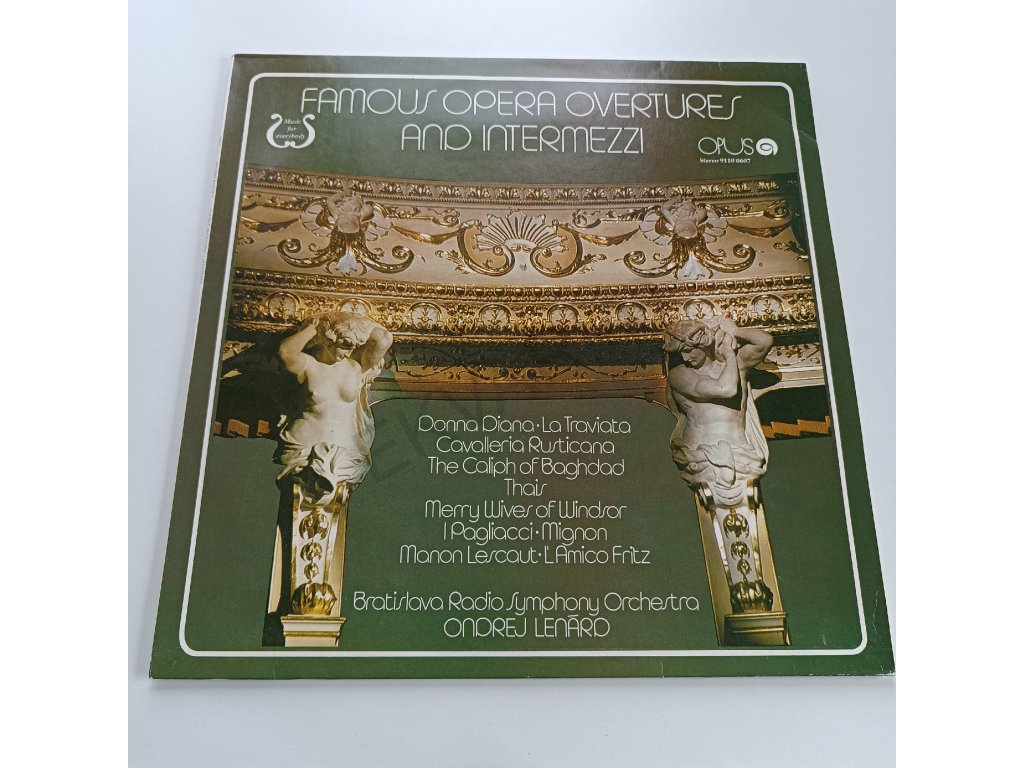 FAMOUS OPERA OVERTURES
AND INTERMEZZI
Music
for
everybody
OPUS
Stereo 9110 0607
Donna Diana • La Traviata
Cavalleria Rusticana
The Caliph of Baghdad
Thais
Merry Wives of Windsor
I Pagliacci • Mignon
Manon Lescaut • L'Amico Fritz
Bratislava Radio Symphony Orchestra
ONDREJ LENÁRD